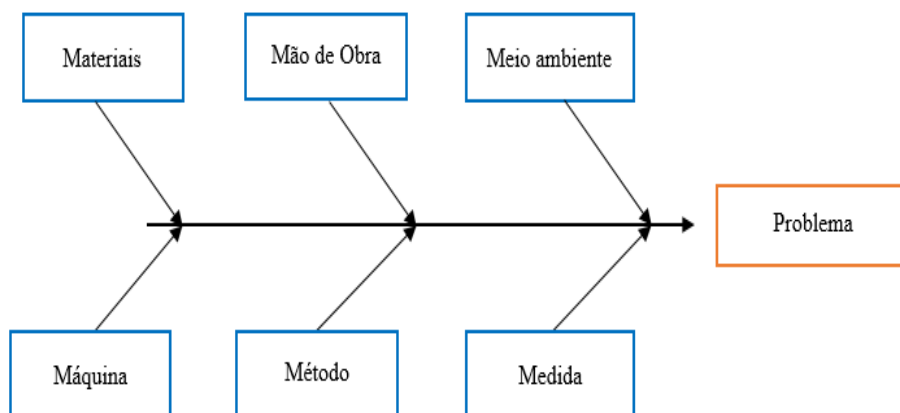 Materiais
Mão de Obra
Meio ambiente
Problema
Máquina
Método
Medida